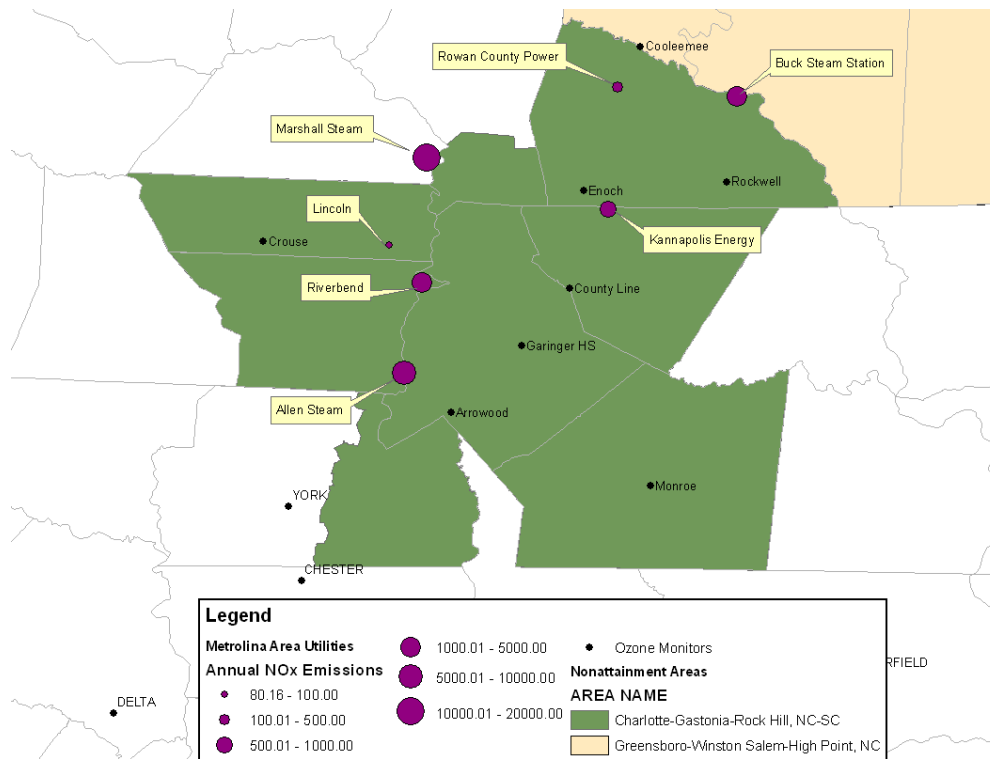 Cooleemee
Rowan County Power
Buck Steam Station
Marshall Steam
Rockwell
Enoch
Lincoln
Crouse
Kannapolis Energy
Riverbend
County Line
Garinger HS
Allen Steam
Arrowood
Monroe
YORK
CHESTER
DELTA
RFIELD
Legend
Metrolina Area Utilities
Annual NOx Emissions
80.16 - 100.00
100.01 - 500.00
500.01 - 1000.00
1000.01 - 5000.00
5000.01 - 10000.00
10000.01 - 20000.00
Ozone Monitors
Nonattainment Areas
AREA NAME
Charlotte-Gastonia-Rock Hill, NC-SC
Greensboro-Winston Salem-High Point, NC